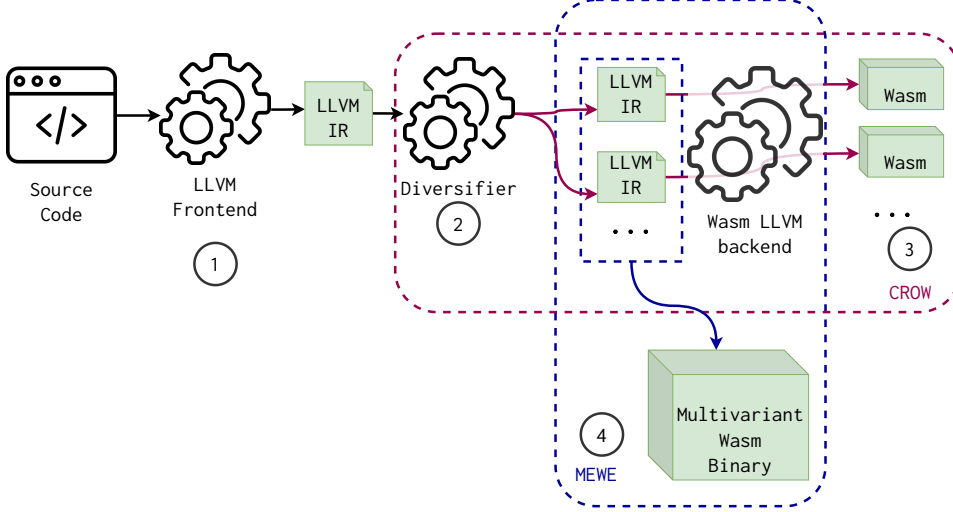 </>
Source
Code
LLVM
Frontend
1
LLVM
IR
Diversifier
2
LLVM
IR
LLVM
IR
...
Wasm LLVM
backend
Wasm
Wasm
...
3
CROW
4
MEWE
Multivariant
Wasm
Binary